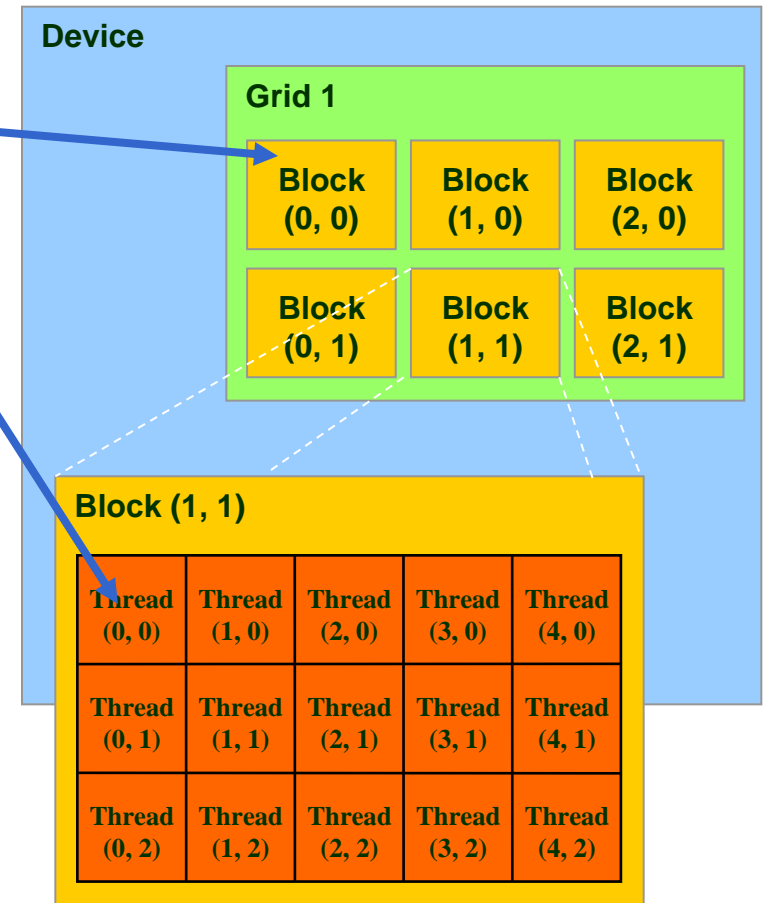 Device
Grid 1
Block Block Block
(0, 0) (1, 0) (2, 0)
Block Block Block
(0, 1) (1, 1) (2, 1)
Block (1, 1)
Thread Thread Thread Thread Thread
(0, 0) (1, 0) (2, 0) (3, 0) (4, 0)
Thread Thread Thread Thread Thread
(0, 1) (1, 1) (2, 1) (3, 1) (4, 1)
Thread Thread Thread Thread Thread
(0, 2) (1, 2) (2, 2) (3, 2) (4, 2)